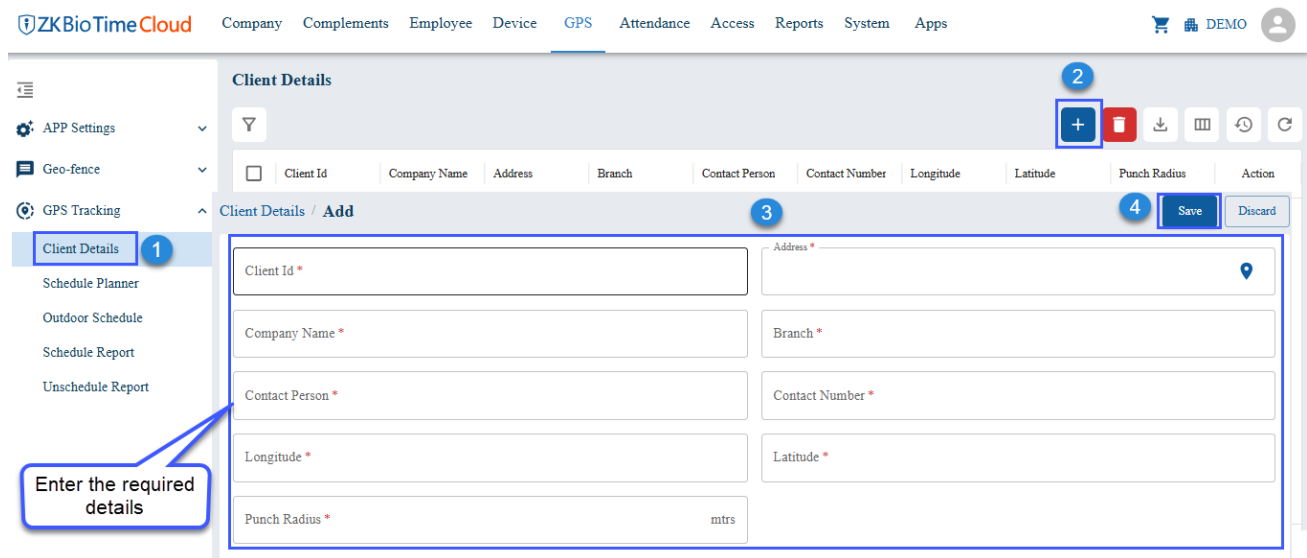 ZKBioTime Cloud Company Complements Employee Device GPS Attendance Access Reports System Apps DEMO
Client Details
2
APP Settings
Geo-fence
Client Id Company Name Address Branch Contact Person Contact Number Longitude Latitude Punch Radius Action
GPS Tracking
Client Details / Add
3
4
Save
Discard
Client Details
1
Schedule Planner
Outdoor Schedule
Schedule Report
Unschedule Report
Client Id *
Address *
Company Name *
Branch *
Contact Person *
Contact Number *
Longitude *
Latitude *
Punch Radius * mtrs
Enter the required
details